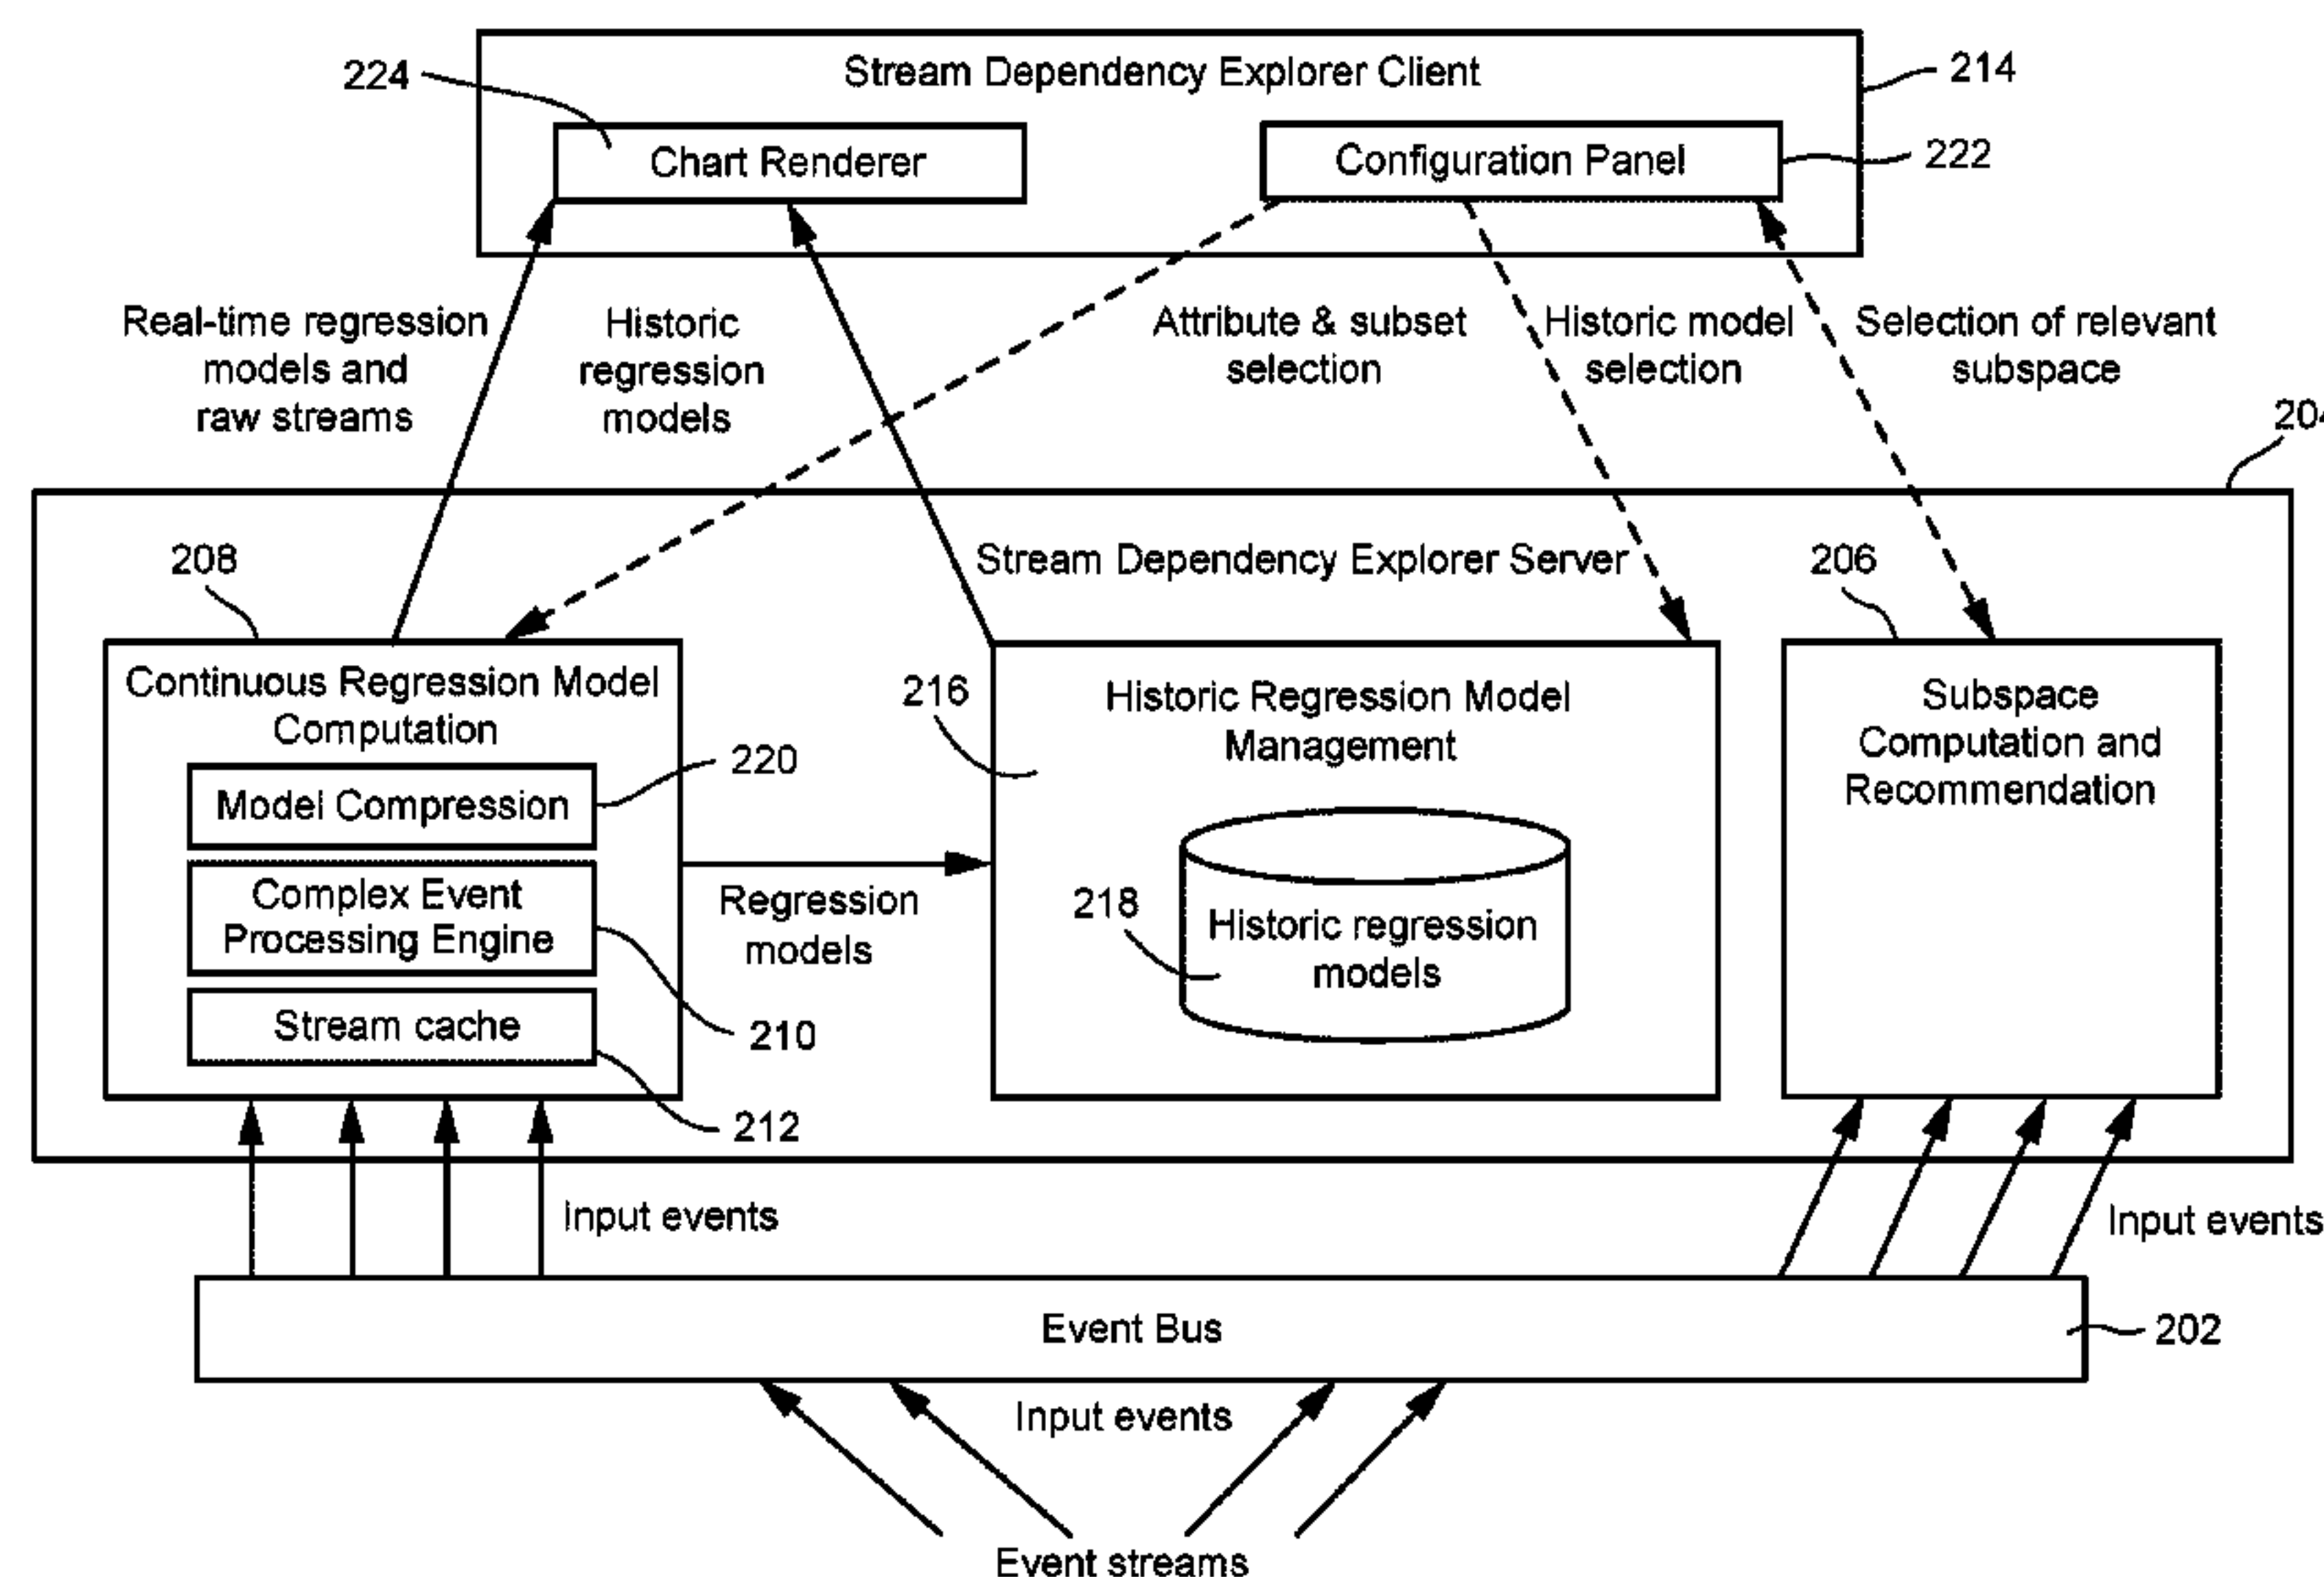 Stream Dependency Explorer Client
224
214
Chart Renderer
Configuration Panel
222
Real-time regression
models and
raw streams
Historic
regression
models
Attribute & subset
selection
Historic model
selection
Selection of relevant
subspace
204
208
Stream Dependency Explorer Server
206
Continuous Regression Model
Computation
220
Model Compression
Complex Event
Processing Engine
Stream cache
210
212
Regression
models
216
Historic Regression Model
Management
218
Historic regression
models
Subspace
Computation and
Recommendation
Input events
Input events
Event Bus
202
Input events
Event streams